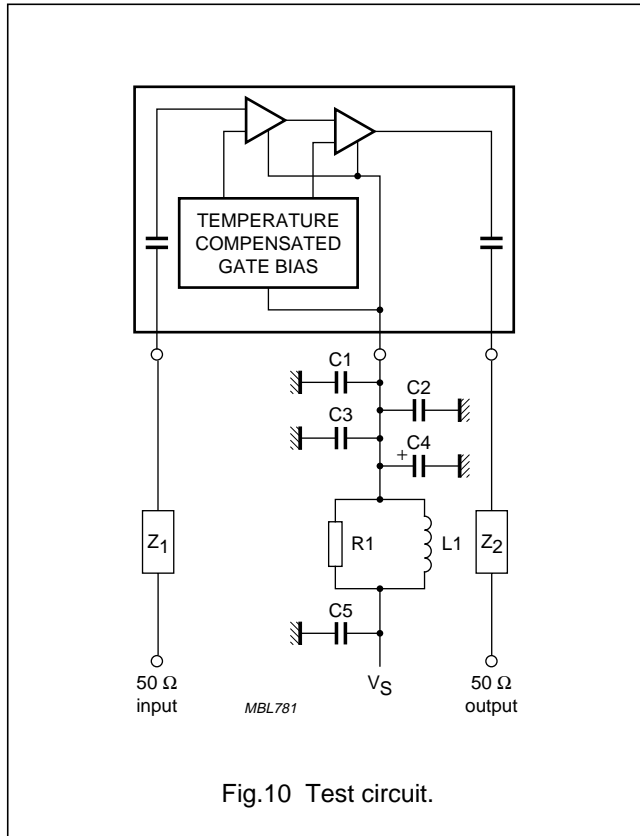 TEMPERATURE
COMPENSATED
GATE BIAS
C1
C2
C3
C4
+
R1
L1
Z1
Z2
C5
50 Ω
input
MBL781
VS
50 Ω
output
Fig.10 Test circuit.